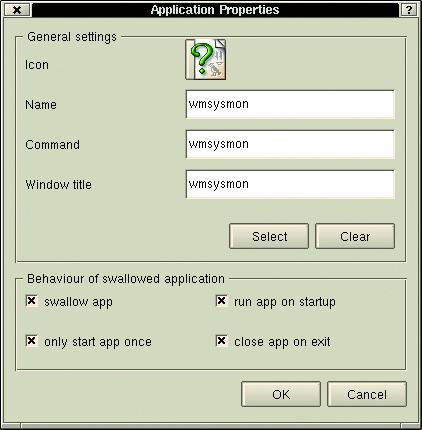 Application Properties
General settings
Icon
Name wmsysmon
Command wmsysmon
Window title wmsysmon
Select Clear
Behaviour of swallowed application
swallow app run app on startup
only start app once close app on exit
OK Cancel